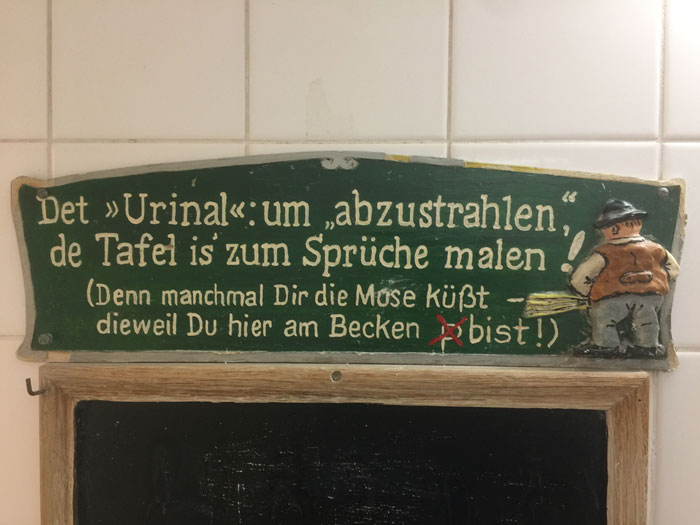 Det »Urinal«: um „abzustrahlen,“
de Tafel is' zum Sprüche malen!
(Denn manchmal Dir die Muse küßt –
dieweil Du hier am Becken p bist!)